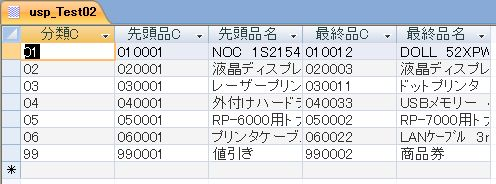 usp_Test02
分類C 先頭品C 先頭品名 最終品C 最終品名
01 010001 NOC 1S2154 010012 DOLL 52XPW
02 020001 液晶ディスプレ 020003 液晶ディスプレ
03 030001 レーザープリン 030011 ドットプリンタ
04 040001 外付けハード 040033 USBメモリー
05 050001 RP-6000用ト 050002 RP-7000用ト
06 060001 プリンタケーブ 060022 LANケーブル 3m
99 990001 値引き 990002 商品券